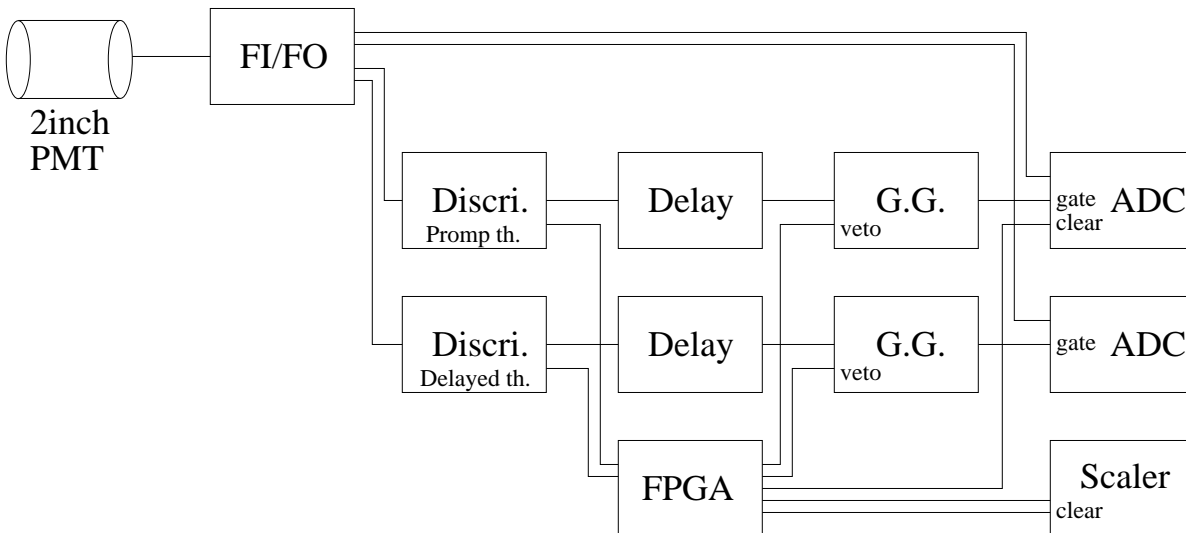 FI/FO
2inch
PMT
Discri.
Promp th.
Delay
G.G.
veto
gate
clear
ADC
Discri.
Delayed th.
Delay
G.G.
veto
gate
ADC
FPGA
Scaler
clear